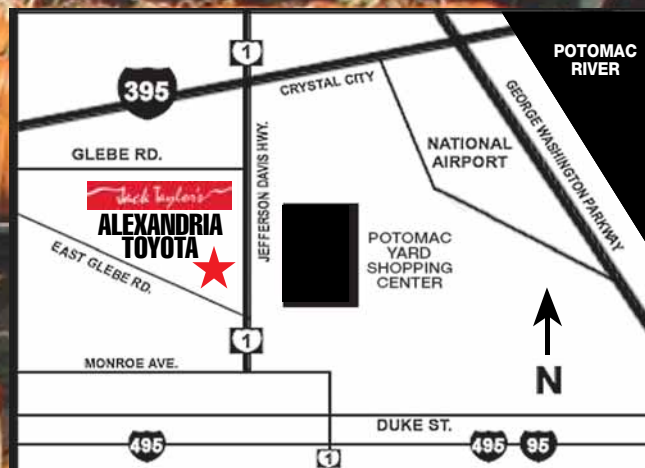 1
POTOMAC
RIVER
395
CRYSTAL CITY
GEORGE WASHINGTON PARKWAY
GLEBE RD.
JEFFERSON DAVIS HWY.
NATIONAL
AIRPORT
Jack Taylor's
ALEXANDRIA
TOYOTA
EAST GLEBE RD.
POTOMAC
YARD
SHOPPING
CENTER
1
MONROE AVE.
N
DUKE ST.
495
1
495
95